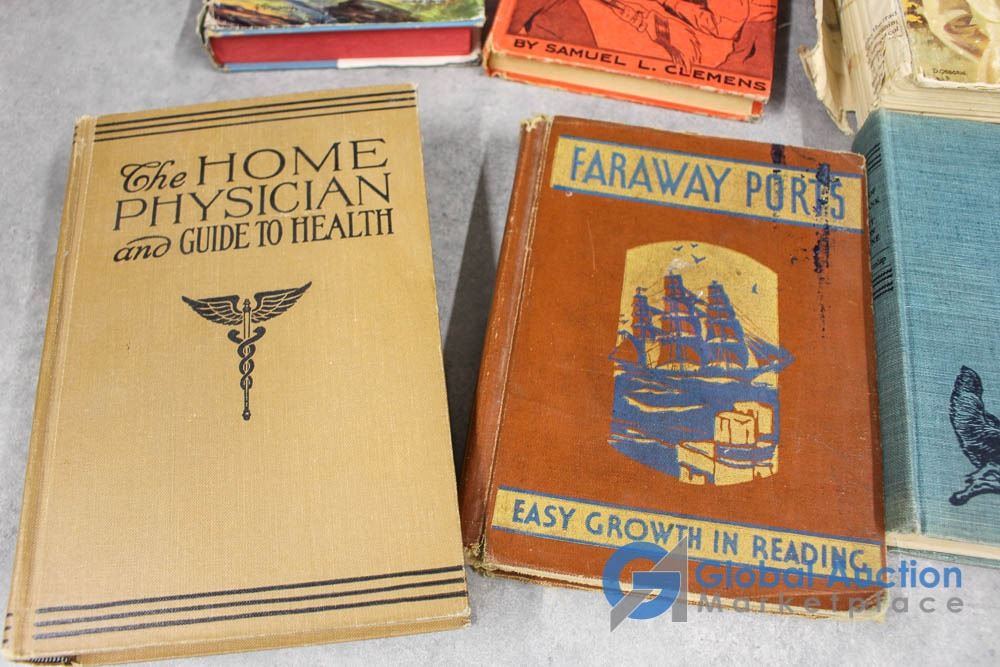 BY SAMUEL L. CLEMENS
The HOME
PHYSICIAN
and GUIDE TO HEALTH
FARAWAY PORTS
EASY GROWTH IN READING
Global Auction
Marketplace